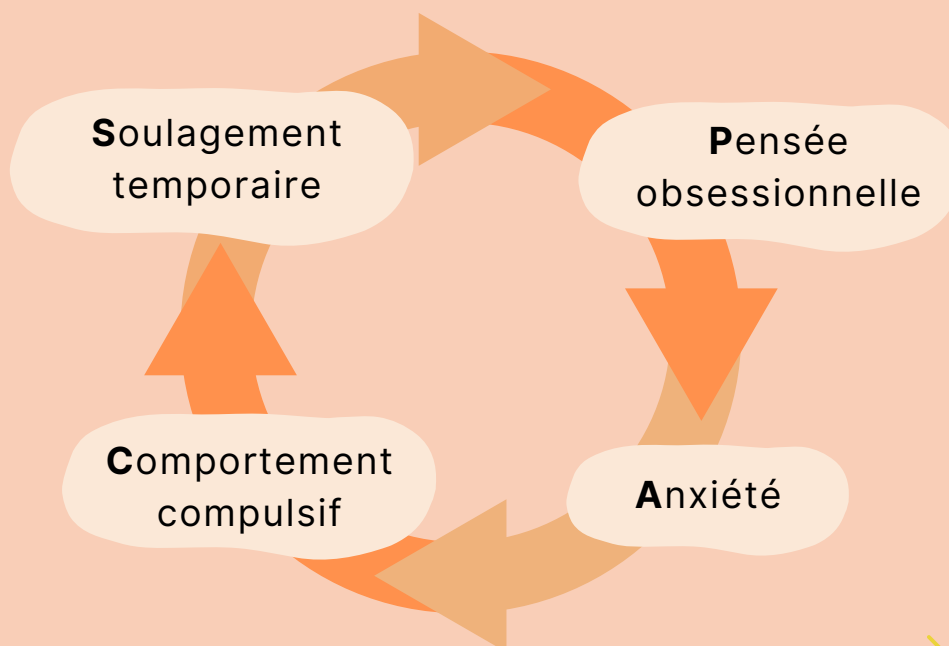 Soulagement
temporaire
Pensée
obsessionnelle
Comportement
compulsif
Anxiété